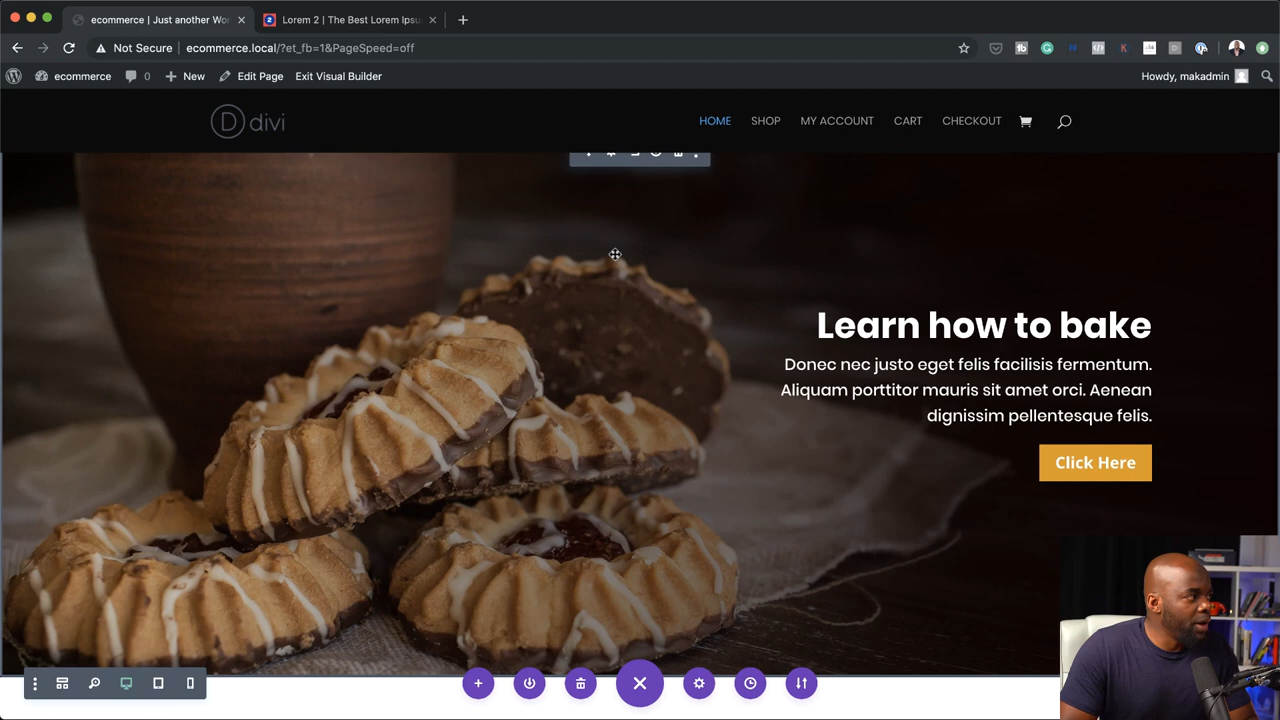 ecommerce | Just another Wor
Lorem 2 | The Best Lorem Ipsu
Not Secure
ecommerce.local/?et_fb=1&PageSpeed=off
ecommerce
0
New
Edit Page
Exit Visual Builder
Howdy, makadmin
D divi
HOME
SHOP
MY ACCOUNT
CART
CHECKOUT
Learn how to bake
Donec nec justo eget felis facilisis fermentum.
Aliquam porttitor mauris sit amet orci. Aenean
dignissim pellentesque felis.
Click Here